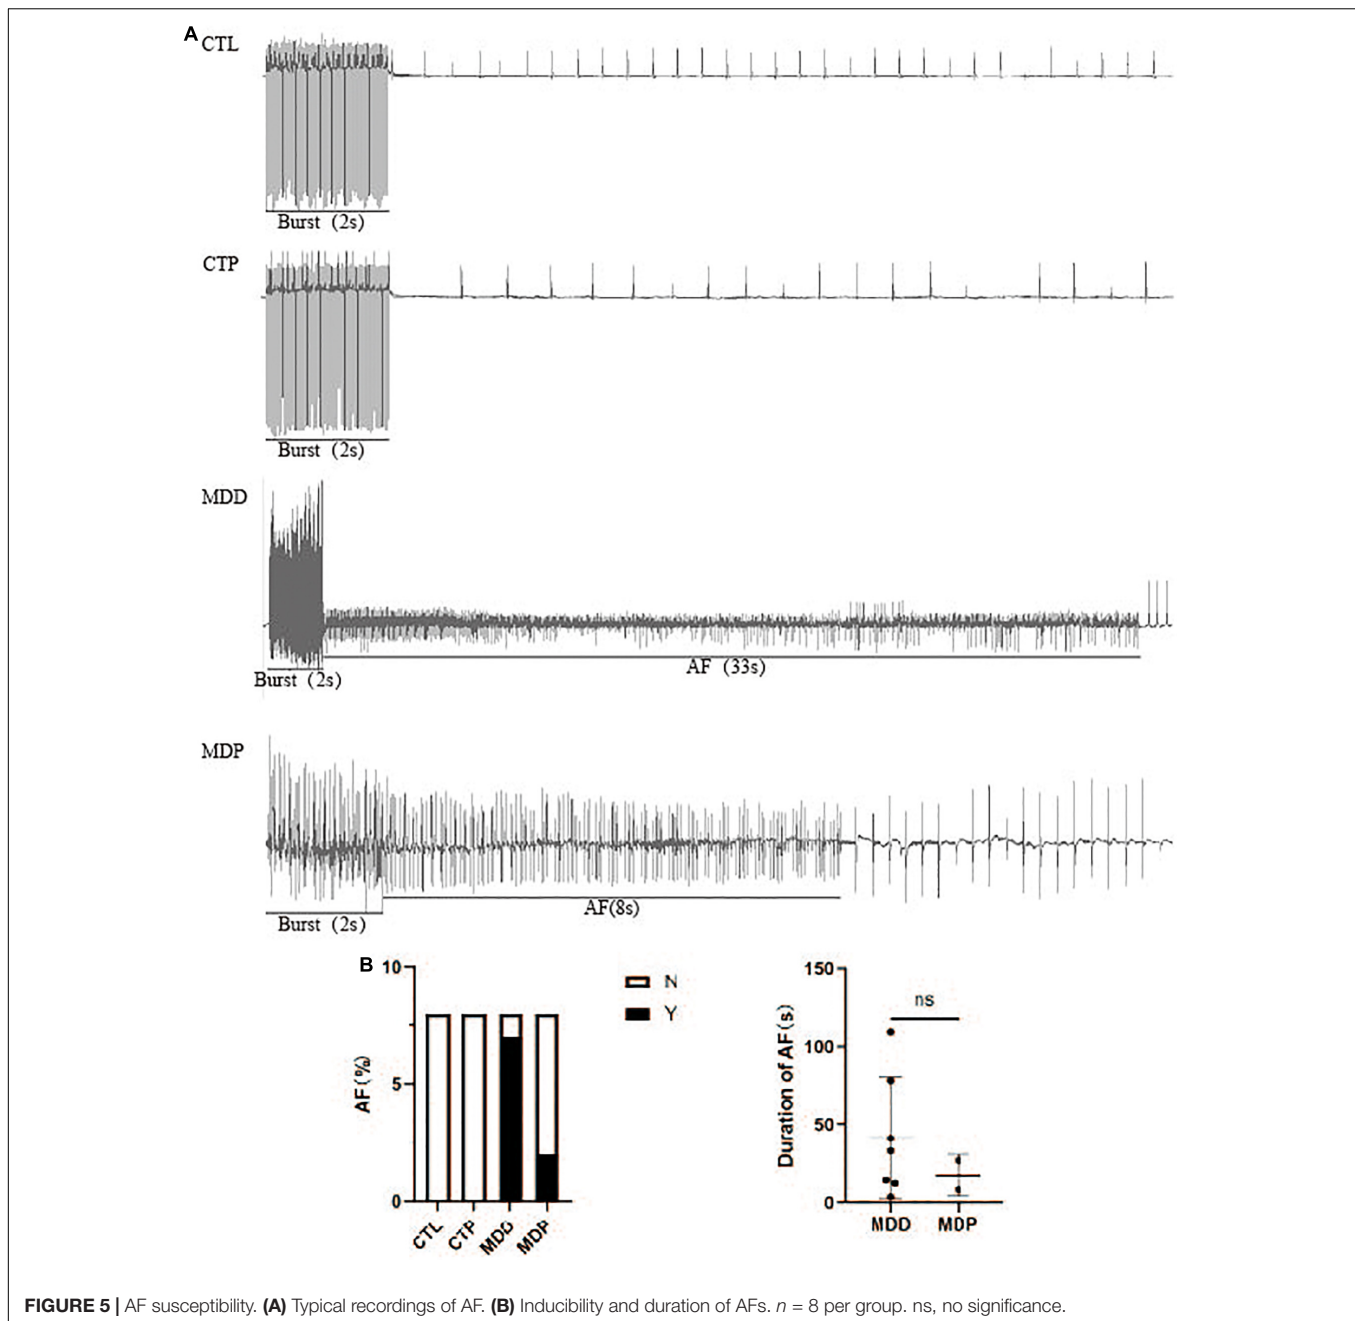 A CTL
Burst (2s)
CTP
Burst (2s)
MDD
AF (33s)
Burst (2s)
MDP
AF(8s)
Burst (2s)
B
10
5
0
AF(%)
CTL
CTP
MDD
MDP
N
Y
150
100
50
0
Duration of AF(s)
ns
MDD
MDP
FIGURE 5 | AF susceptibility. (A) Typical recordings of AF. (B) Inducibility and duration of AFs. n = 8 per group. ns, no significance.